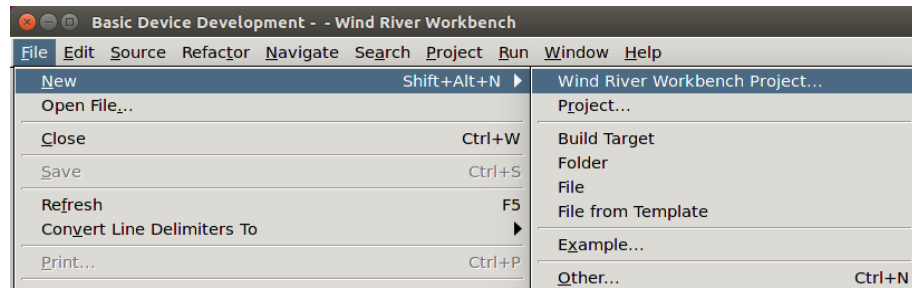 Basic Device Development - - Wind River Workbench
File Edit Source Refactor Navigate Search Project Run Window Help
New Shift+Alt+N
Open File...
Close Ctrl+W
Save Ctrl+S
Refresh F5
Convert Line Delimiters To
Print... Ctrl+P
Wind River Workbench Project...
Project...
Build Target
Folder
File
File from Template
Example...
Other... Ctrl+N